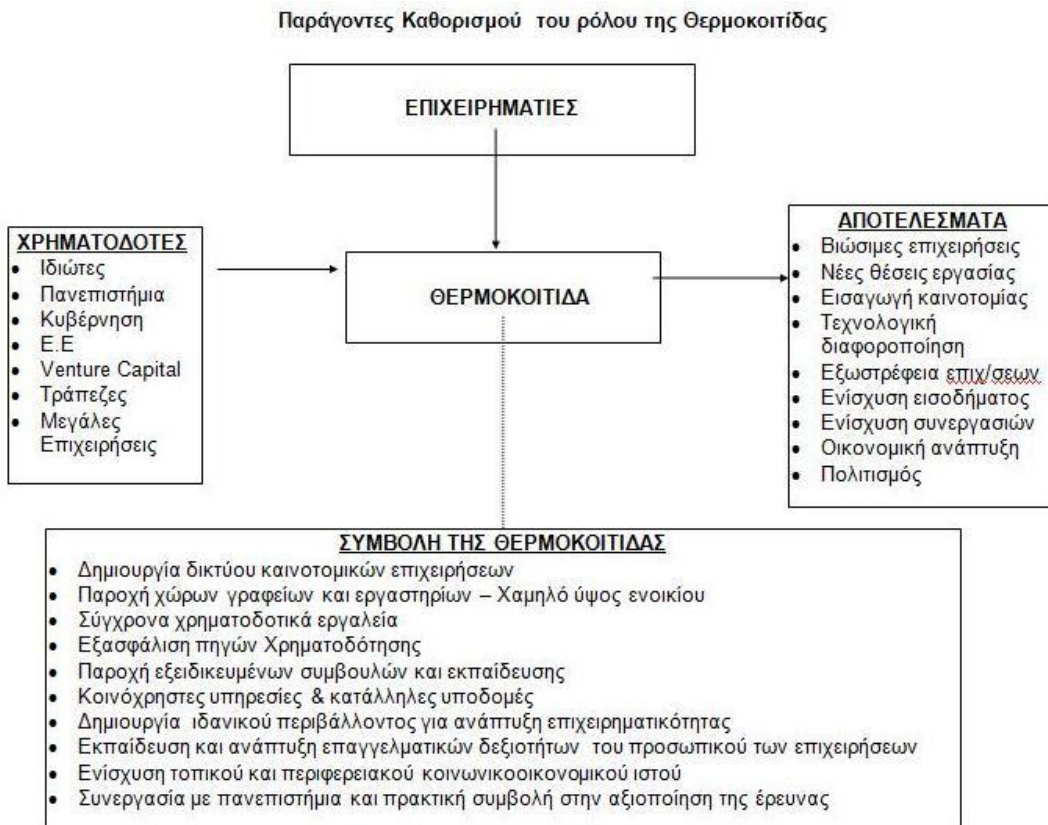 Παράγοντες Καθορισμού του ρόλου της Θερμοκοιτίδας
ΕΠΙΧΕΙΡΗΜΑΤΙΕΣ
ΧΡΗΜΑΤΟΔΟΤΕΣ
• Ιδιώτες
• Πανεπιστήμια
• Κυβέρνηση
• Ε.Ε
• Venture Capital
• Τράπεζες
• Μεγάλες
Επιχειρήσεις
ΘΕΡΜΟΚΟΙΤΙΔΑ
ΑΠΟΤΕΛΕΣΜΑΤΑ
• Βιώσιμες επιχειρήσεις
• Νέες θέσεις εργασίας
• Εισαγωγή καινοτομίας
• Τεχνολογική
διαφοροποίηση
• Εξωστρέφεια επιχ/σεων
• Ενίσχυση εισοδήματος
• Ενίσχυση συνεργασιών
• Οικονομική ανάπτυξη
• Πολιτισμός
ΣΥΜΒΟΛΗ ΤΗΣ ΘΕΡΜΟΚΟΙΤΙΔΑΣ
• Δημιουργία δικτύου καινοτομικών επιχειρήσεων
• Παροχή χώρων γραφείων και εργαστηρίων – Χαμηλό ύψος ενοικίου
• Σύγχρονα χρηματοδοτικά εργαλεία
• Εξασφάλιση πηγών Χρηματοδότησης
• Παροχή εξειδικευμένων συμβουλών και εκπαίδευσης
• Κοινόχρηστες υπηρεσίες & κατάλληλες υποδομές
• Δημιουργία ιδανικού περιβάλλοντος για ανάπτυξη επιχειρηματικότητας
• Εκπαίδευση και ανάπτυξη επαγγελματικών δεξιοτήτων του προσωπικού των επιχειρήσεων
• Ενίσχυση τοπικού και περιφερειακού κοινωνικοοικονομικού ιστού
• Συνεργασία με πανεπιστήμια και πρακτική συμβολή στην αξιοποίηση της έρευνας